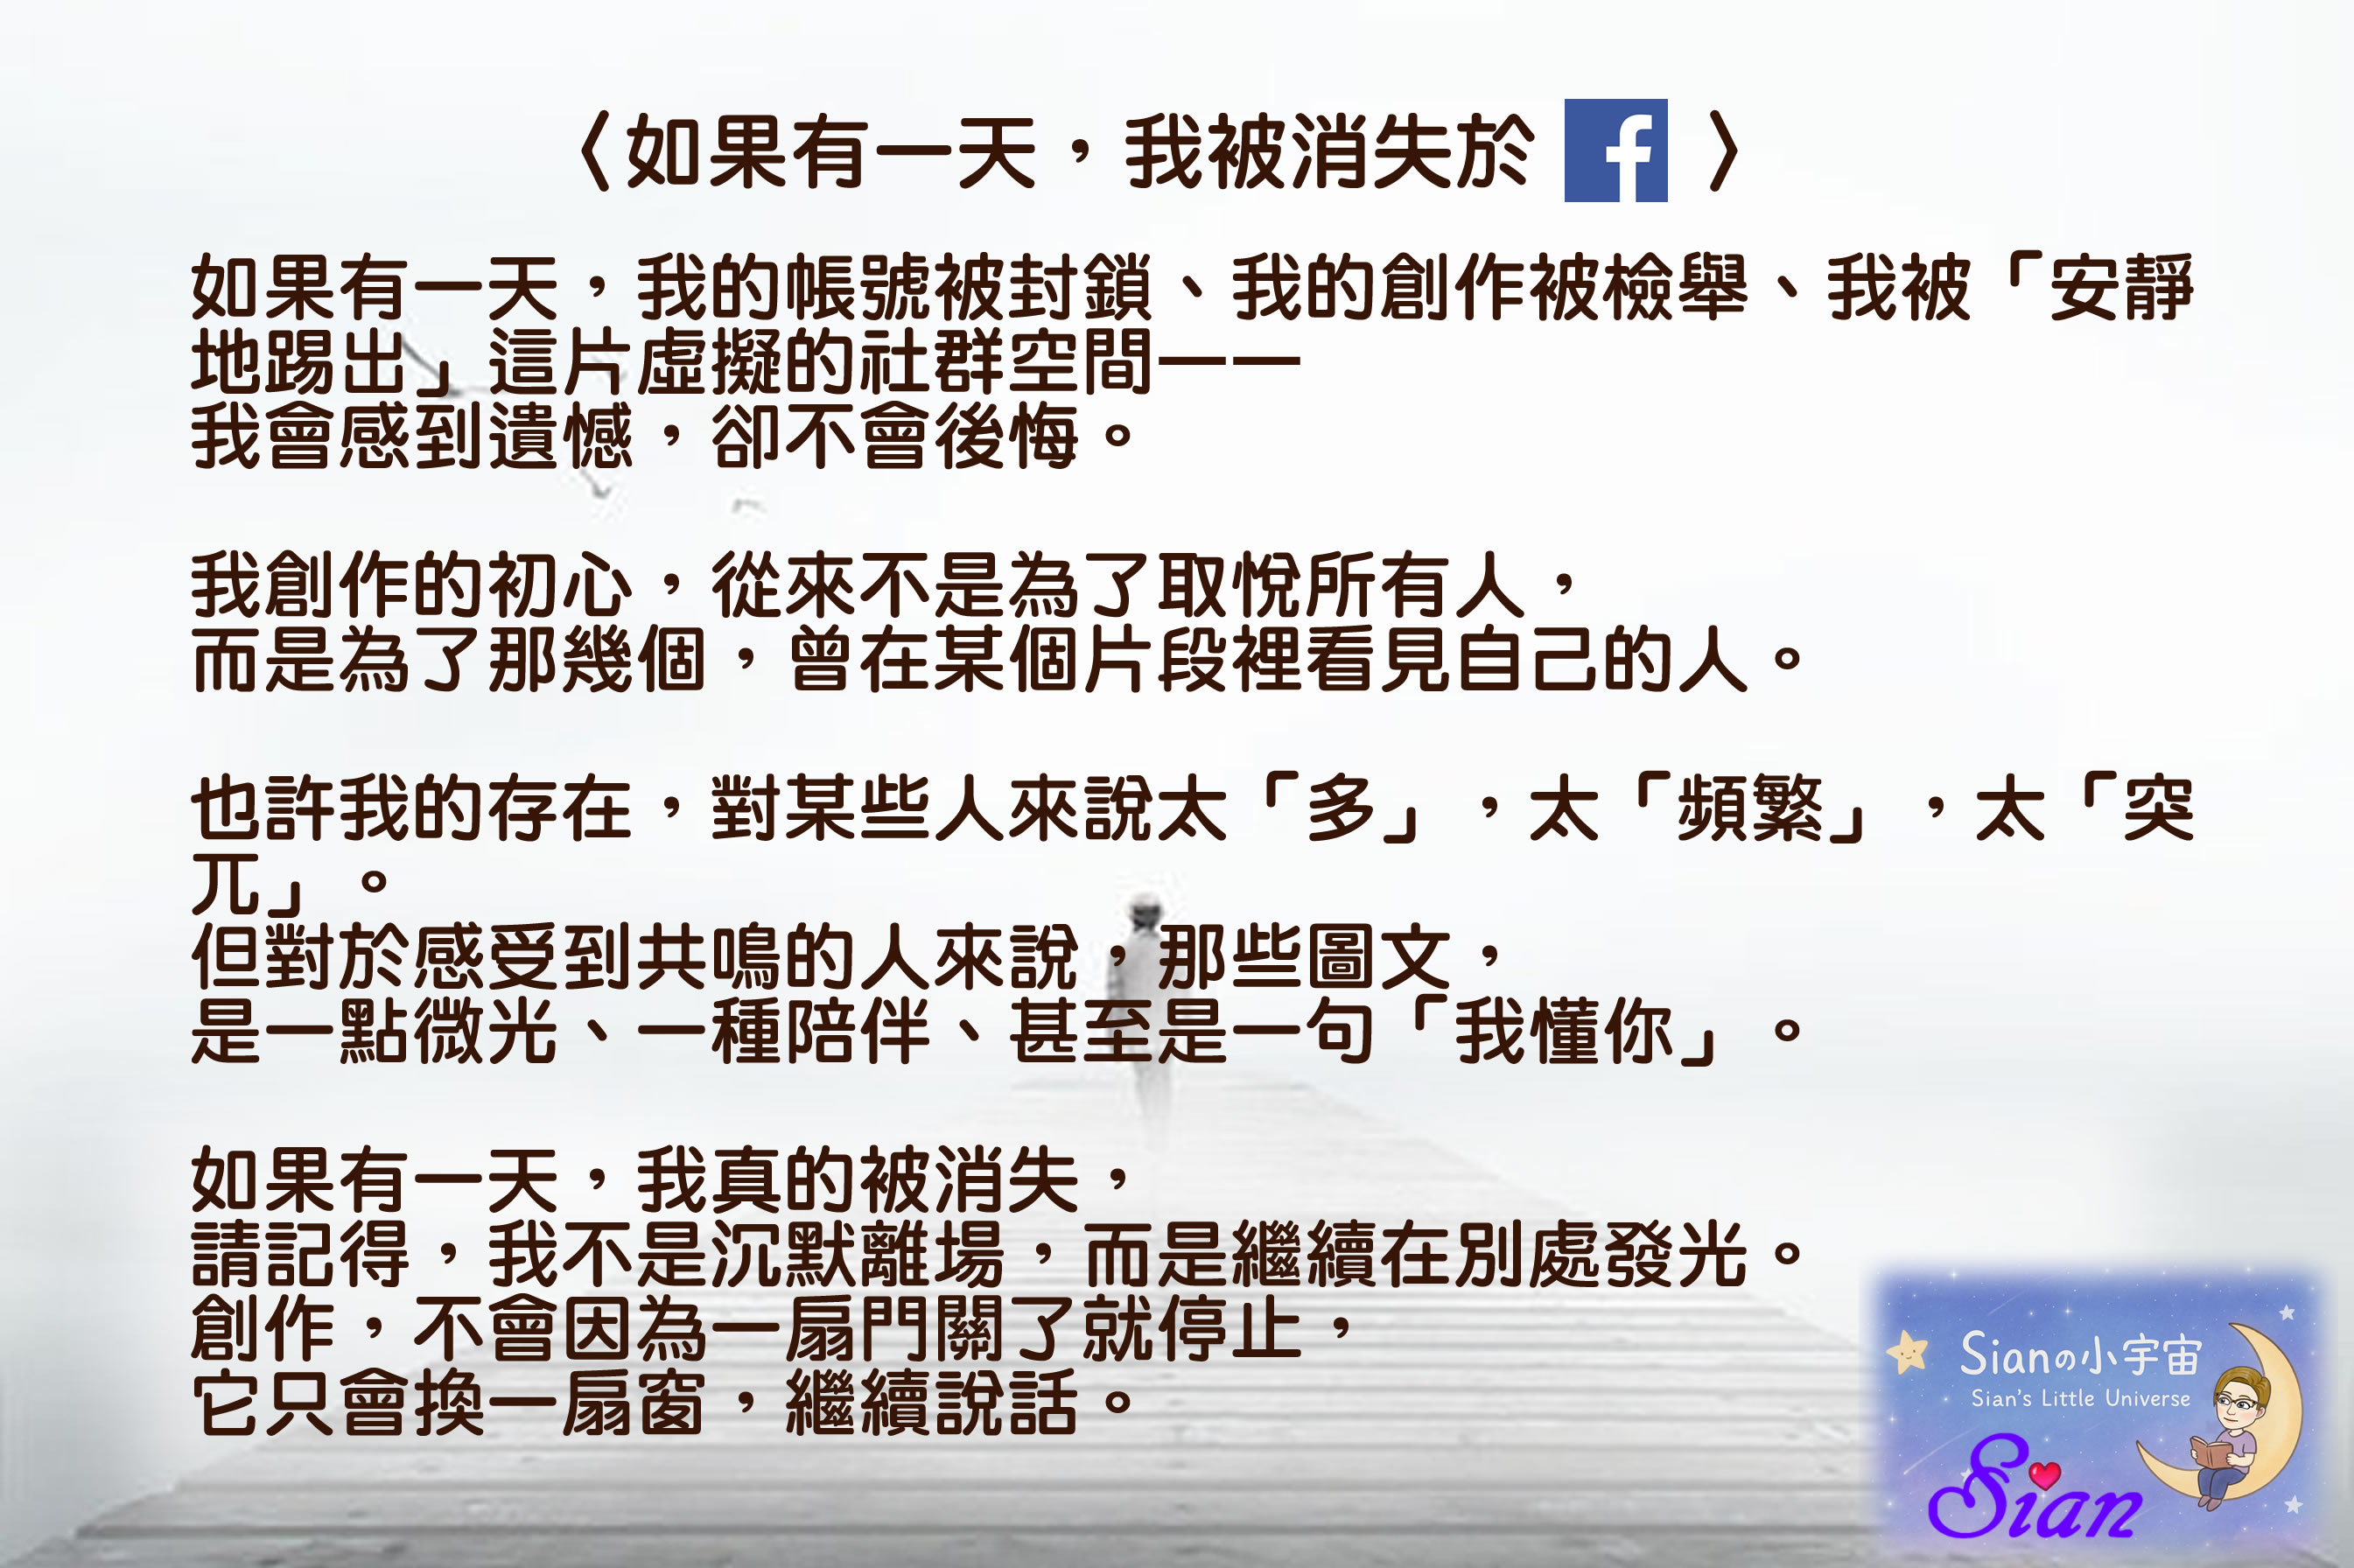 〈如果有一天，我被消失於 f 〉
如果有一天，我的帳號被封鎖、我的創作被檢舉、我被「安靜
地踢出」這片虛擬的社群空間——
我會感到遺憾，卻不會後悔。
我創作的初心，從來不是為了取悅所有人，
而是為了那幾個，曾在某個片段裡看見自己的人。
也許我的存在，對某些人來說太「多」，太「頻繁」，太「突
兀」。
但對於感受到共鳴的人來說，那些圖文，
是一點微光、一種陪伴、甚至是一句「我懂你」。
如果有一天，我真的被消失，
請記得，我不是沉默離場，而是繼續在別處發光。
創作，不會因為一扇門關了就停止，
它只會換一扇窗，繼續說話。
Sianの小宇宙
Sian's Little Universe
Sian